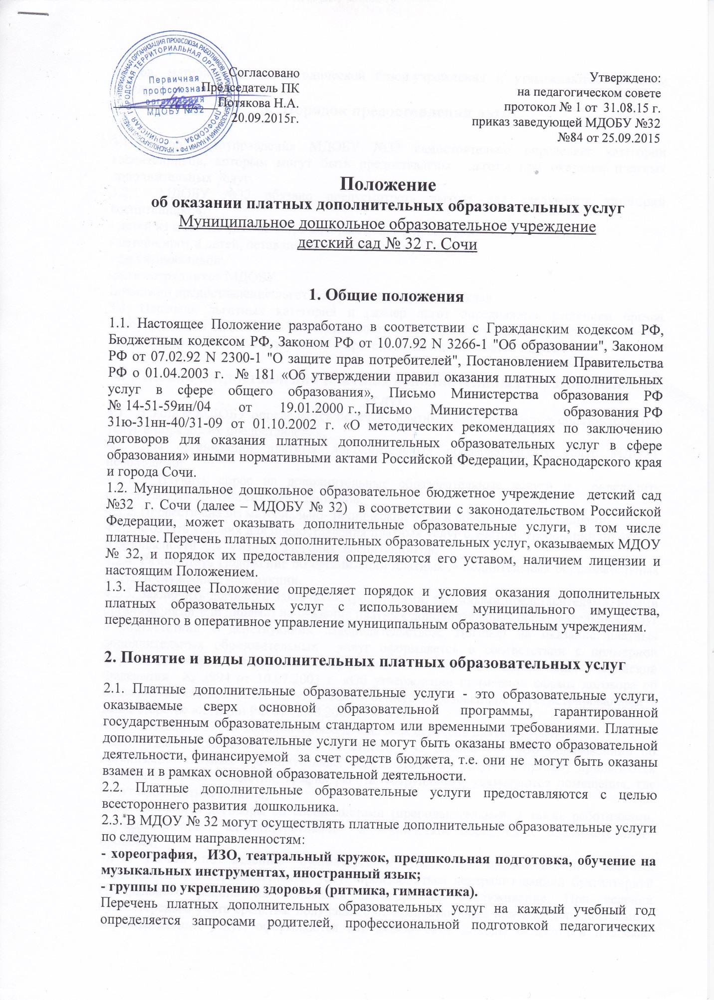 Согласовано
Председатель ПК
Потякова Н.А.
20.09.2015г.
Первичная
профсоюзная
организация
МДОБУ №32
Утверждено:
на педагогическом совете
протокол № 1 от 31.08.15 г.
приказ заведующей МДОБУ №32
№84 от 25.09.2015
Положение
об оказании платных дополнительных образовательных услуг
Муниципальное дошкольное образовательное учреждение
детский сад № 32 г. Сочи
1. Общие положения
1.1. Настоящее Положение разработано в соответствии с Гражданским кодексом РФ,
Бюджетным кодексом РФ, Законом РФ от 10.07.92 N 3266-1 "Об образовании", Законом
РФ от 07.02.92 N 2300-1 "О защите прав потребителей", Постановлением Правительства
РФ о 01.04.2003 г. № 181 «Об утверждении правил оказания платных дополнительных
услуг в сфере общего образования», Письмо Министерства образования РФ
№ 14-51-59ин/04 от 19.01.2000 г., Письмо Министерства образования РФ
31ю-31нн-40/31-09 от 01.10.2002 г. «О методических рекомендациях по заключению
договоров для оказания платных дополнительных образовательных услуг в сфере
образования» иными нормативными актами Российской Федерации, Краснодарского края
и города Сочи.
1.2. Муниципальное дошкольное образовательное бюджетное учреждение детский сад
№32 г. Сочи (далее – МДОБУ № 32) в соответствии с законодательством Российской
Федерации, может оказывать дополнительные образовательные услуги, в том числе
платные. Перечень платных дополнительных образовательных услуг, оказываемых МДОУ
№ 32, и порядок их предоставления определяются его уставом, наличием лицензии и
настоящим Положением.
1.3. Настоящее Положение определяет порядок и условия оказания дополнительных
платных образовательных услуг с использованием муниципального имущества,
переданного в оперативное управление муниципальным образовательным учреждениям.
2. Понятие и виды дополнительных платных образовательных услуг
2.1. Платные дополнительные образовательные услуги - это образовательные услуги,
оказываемые сверх основной образовательной программы, гарантированной
государственным образовательным стандартом или временными требованиями. Платные
дополнительные образовательные услуги не могут быть оказаны вместо образовательной
деятельности, финансируемой за счет средств бюджета, т.е. они не могут быть оказаны
взамен и в рамках основной образовательной деятельности.
2.2. Платные дополнительные образовательные услуги предоставляются с целью
всестороннего развития дошкольника.
2.3. В МДОУ № 32 могут осуществлять платные дополнительные образовательные услуги
по следующим направленностям:
- хореография, ИЗО, театральный кружок, предшкольная подготовка, обучение на
музыкальных инструментах, иностранный язык;
- группы по укреплению здоровья (ритмика, гимнастика).
Перечень платных дополнительных образовательных услуг на каждый учебный год
определяется запросами родителей, профессиональной подготовкой педагогических